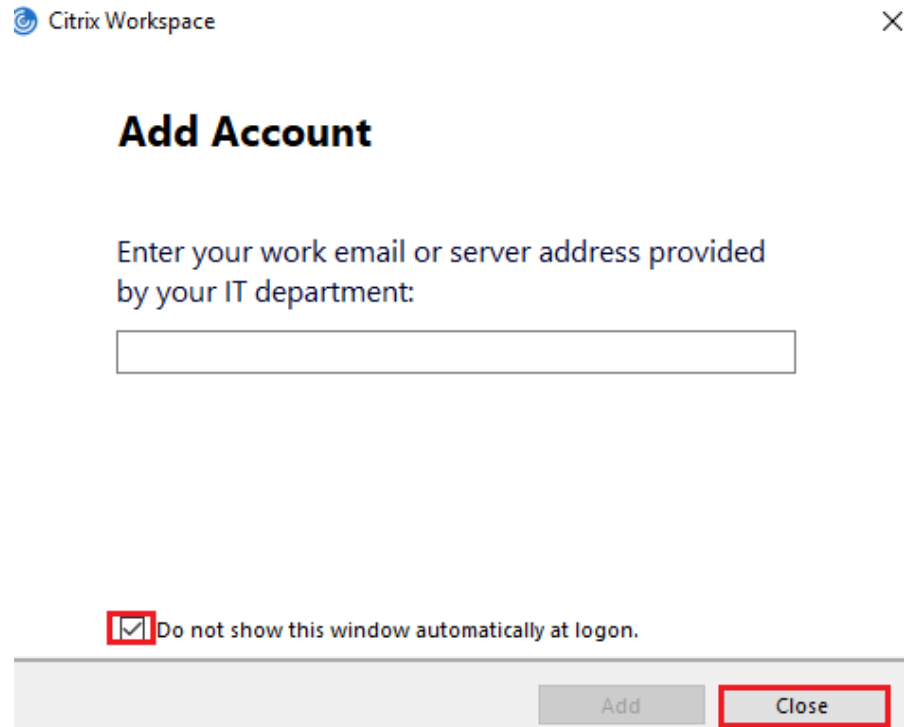 Citrix Workspace
Add Account
Enter your work email or server address provided
by your IT department:
Do not show this window automatically at logon.
Add
Close